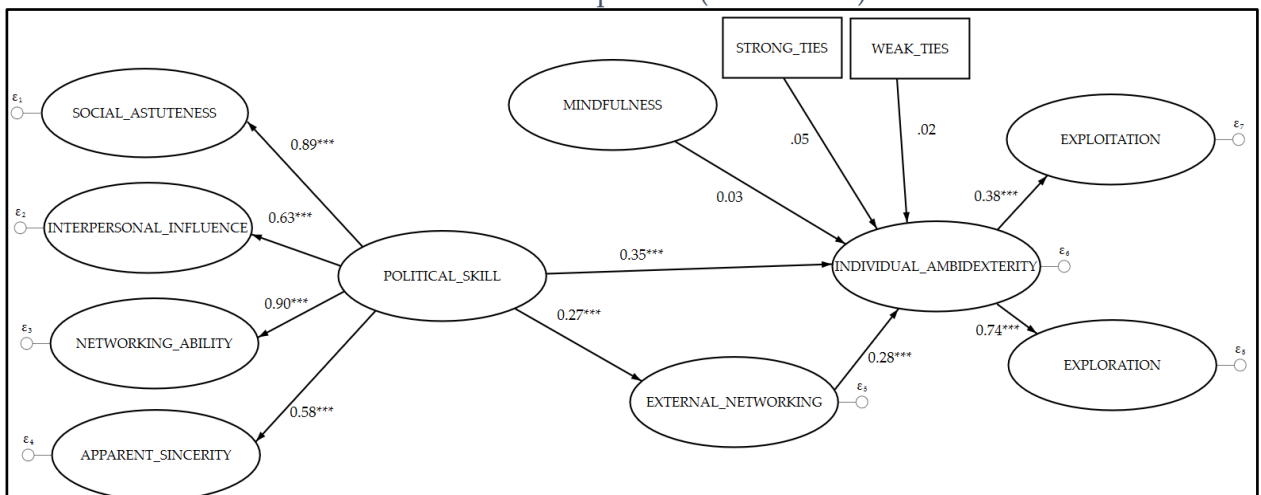 STRONG_TIES
WEAK_TIES
MINDFULNESS
ε₁
SOCIAL_ASTUTENESS
EXPLOITATION
ε₇
.05
.02
0.89***
0.38***
0.03
ε₂
INTERPERSONAL_INFLUENCE
0.63***
0.35***
POLITICAL_SKILL
INDIVIDUAL_AMBIDEXTERITY
ε₆
0.90***
0.27***
0.74***
ε₃
NETWORKING_ABILITY
0.28***
EXPLORATION
ε₈
0.58***
EXTERNAL_NETWORKING
ε₅
ε₄
APPARENT_SINCERITY